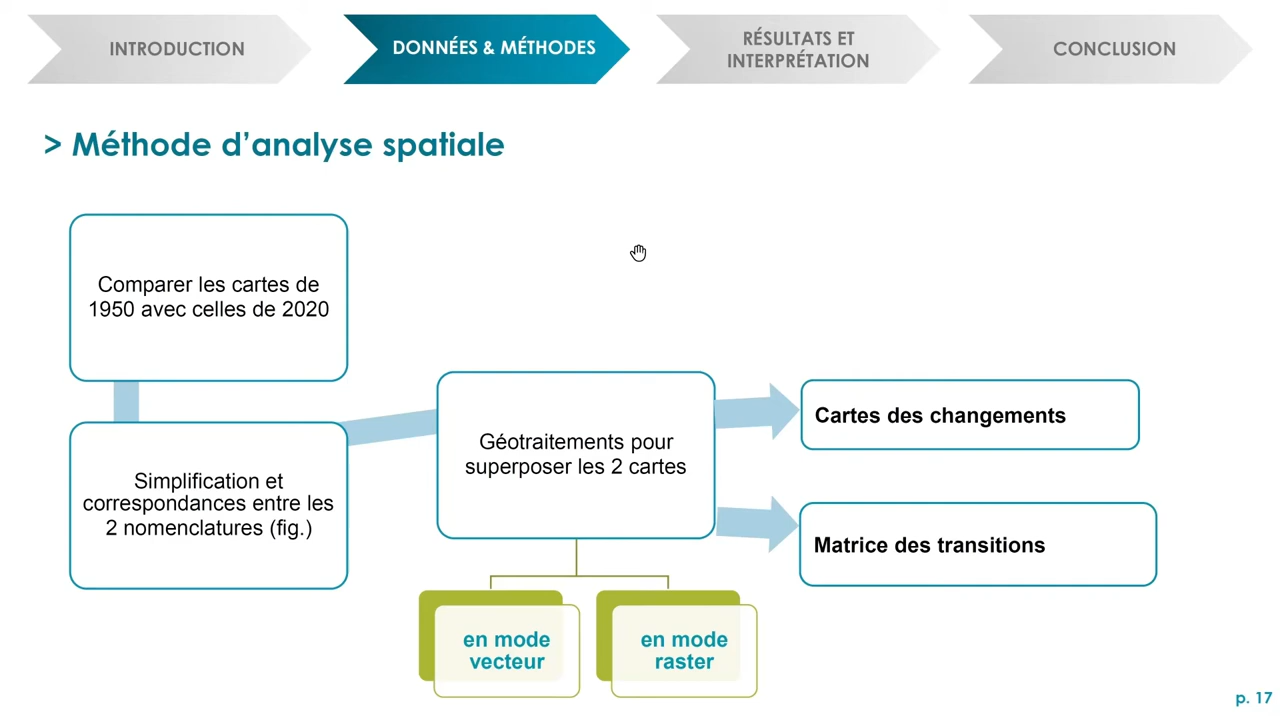 INTRODUCTION
DONNÉES & MÉTHODES
RÉSULTATS ET
INTERPRÉTATION
CONCLUSION
> Méthode d'analyse spatiale
Comparer les cartes de
1950 avec celles de 2020
Simplification et
correspondances entre les
2 nomenclatures (fig.)
Géotraitements pour
superposer les 2 cartes
Cartes des changements
Matrice des transitions
en mode
vecteur
en mode
raster
p. 17